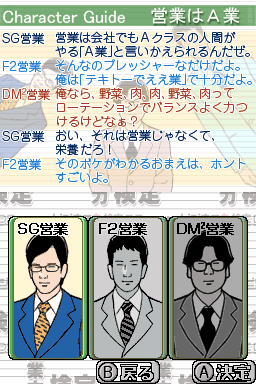 Character Guide 営業はA業
SG営業 営業は会社でもAクラスの人間が
やる「A業」と言いかえられるんだぜ。
F2営業 そんなのプレッシャーなだけだよ。
俺は「テキトーでええ業」で十分だよ。
DM²営業 俺なら、野菜、肉、肉、野菜、肉って
ローテーションでバランスよく力つ
けるけどなぁ?
SG営業 おい、それは営業じゃなくて、
栄養だろ!
F2営業 そのボケがわかるおまえは、ホント
すごいよ。
SG営業 F2営業 DM²営業
Ⓑ戻る Ⓐ決定